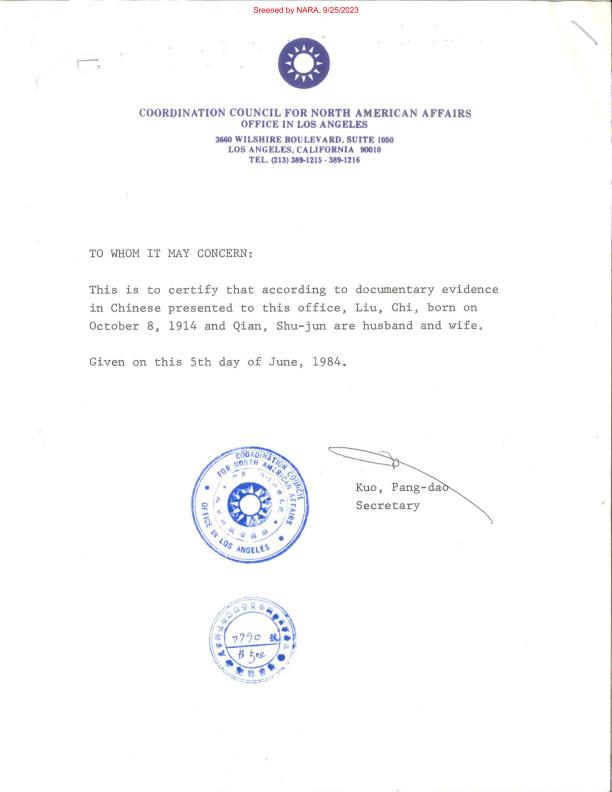 Sreened by NARA, 9/25/2023
COORDINATION COUNCIL FOR NORTH AMERICAN AFFAIRS
OFFICE IN LOS ANGELES
3660 WILSHIRE BOULEVARD, SUITE 1050
LOS ANGELES, CALIFORNIA 90010
TEL. (213) 389-1215 - 389-1216
TO WHOM IT MAY CONCERN:
This is to certify that according to documentary evidence
in Chinese presented to this office, Liu, Chi, born on
October 8, 1914 and Qian, Shu-jun are husband and wife.
Given on this 5th day of June, 1984.
COORDINATION COUNCIL
FOR NORTH AMERICAN AFFAIRS
OFFICE IN LOS ANGELES
Kuo, Pang-dao
Secretary
7790 號
$ 5.00